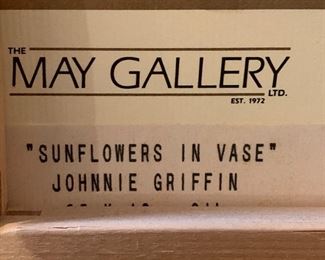 THE
MAY GALLERY
LTD.
EST. 1972
"SUNFLOWERS IN VASE"
JOHNNIE GRIFFIN